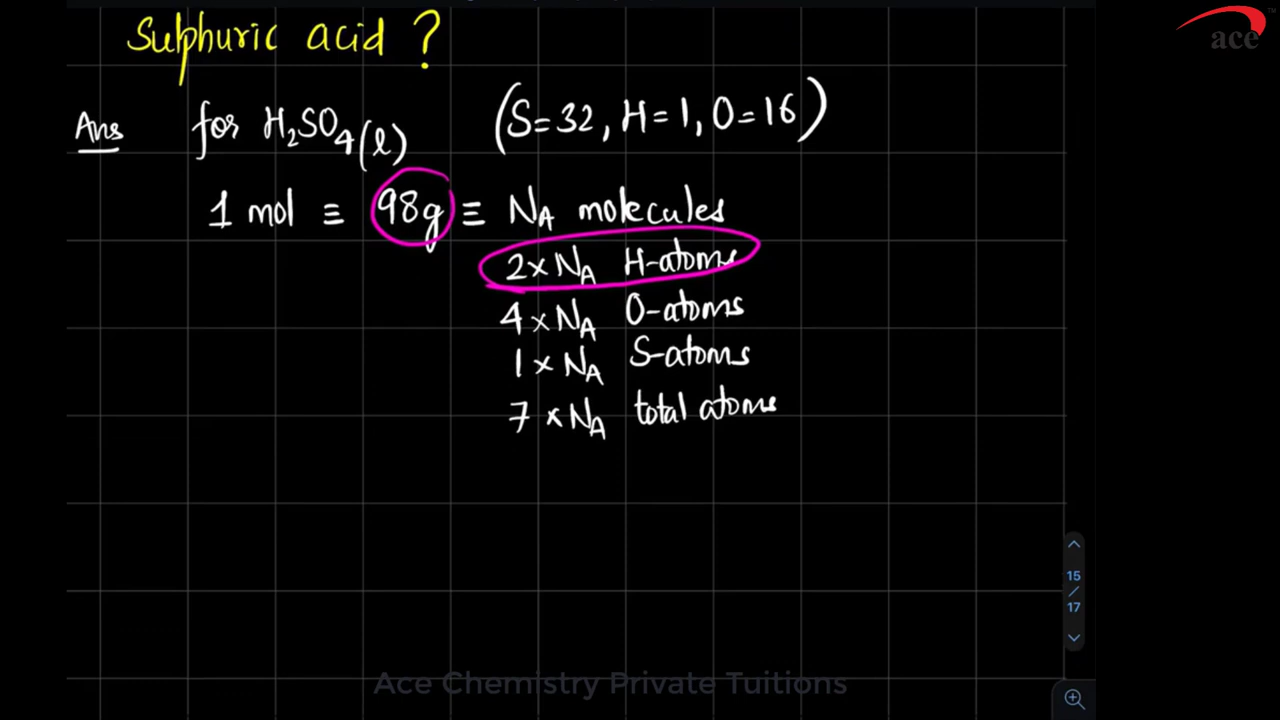 Sulphuric acid ?
ace
TM
Ans for H₂SO₄(l) (S=32, H=1, O=16)
1 mol ≡ 98g ≡ Nₐ molecules
2×Nₐ H-atoms
4×Nₐ O-atoms
1×Nₐ S-atoms
7×Nₐ total atoms
15
/
17
Ace Chemistry Private Tuitions